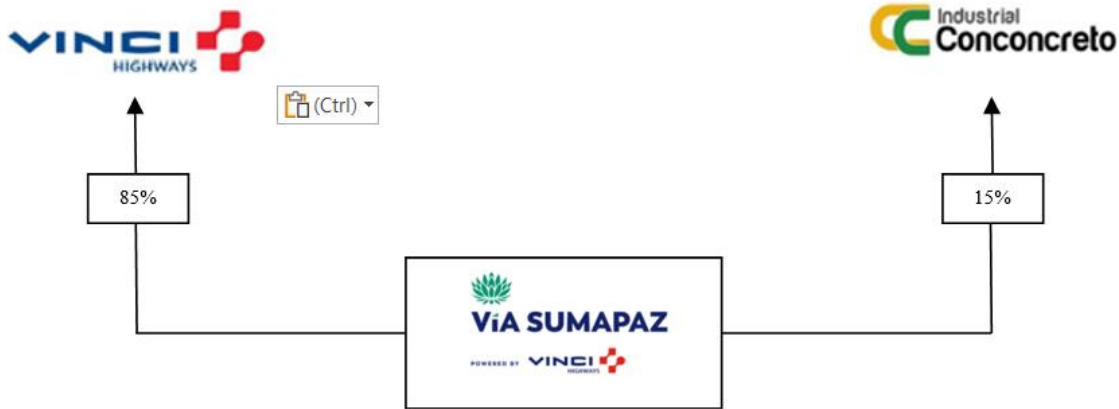 VINCI
HIGHWAYS
Industrial
Conconcreto
(Ctrl)
85%
15%
VíA SUMAPAZ
POWERED BY VINCI
HIGHWAYS